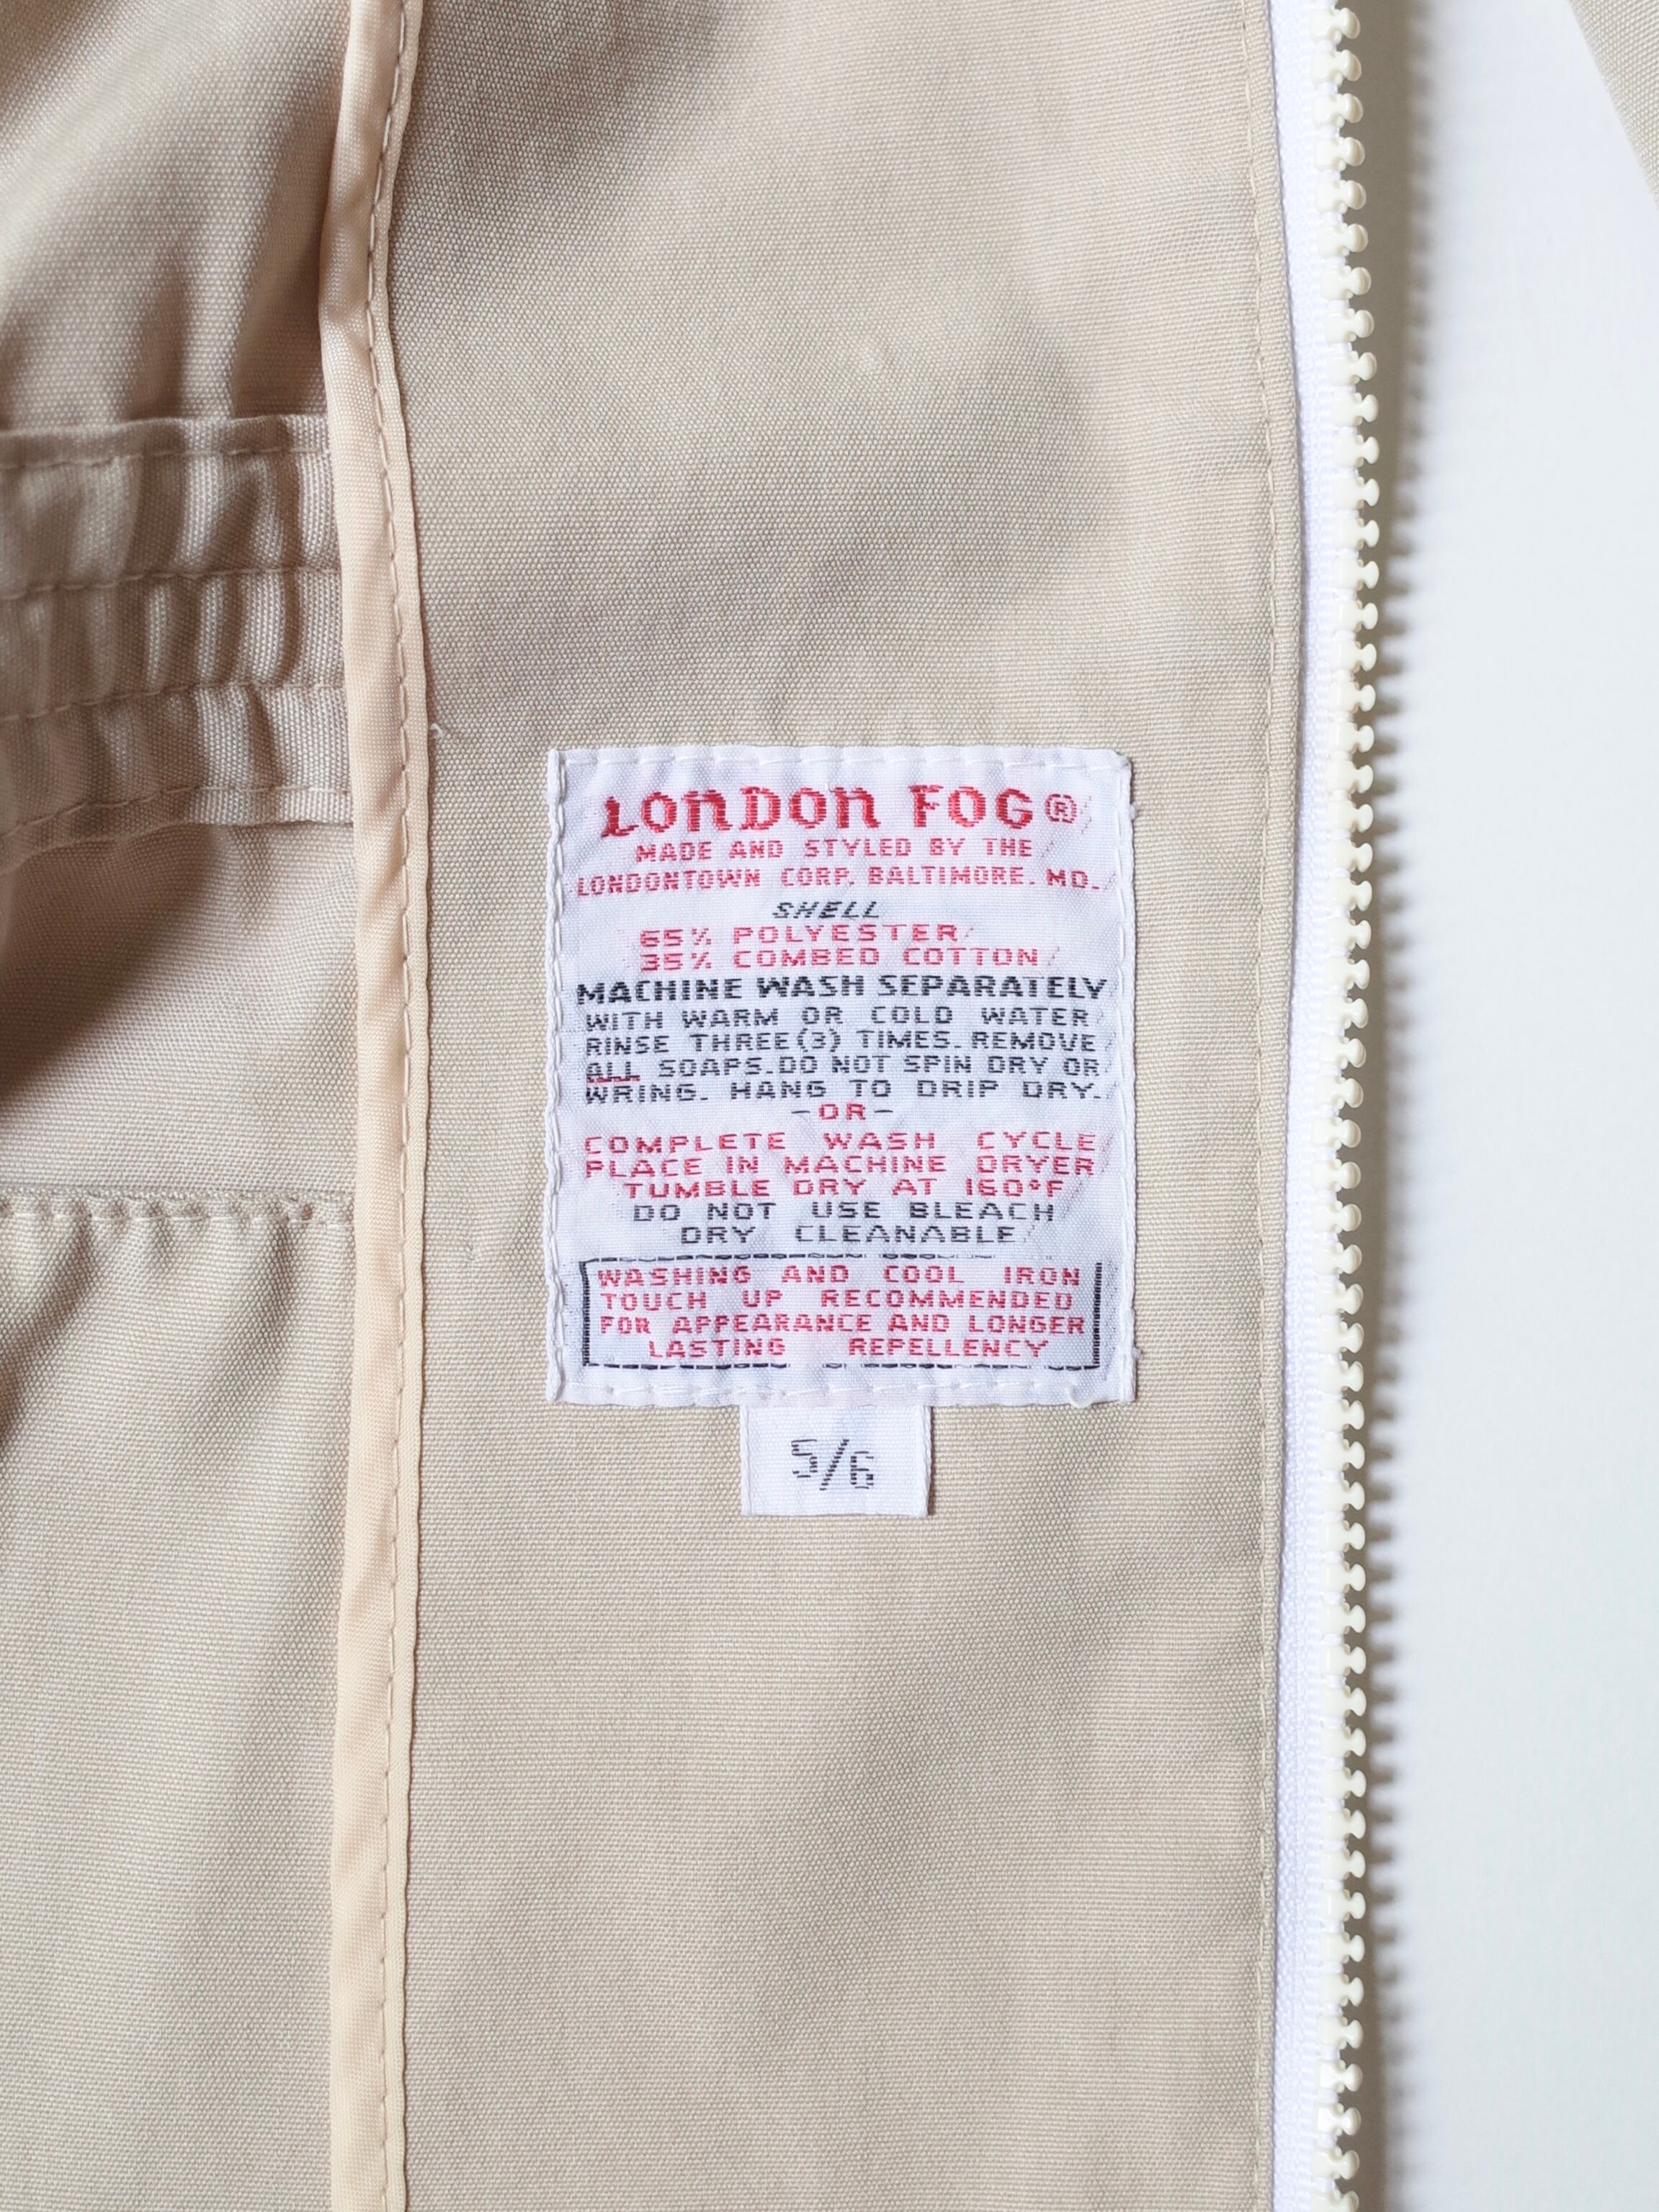 LONDON FOG®
MADE AND STYLED BY THE
LONDONTOWN CORP. BALTIMORE. MD.
SHELL
65% POLYESTER
35% COMBED COTTON
MACHINE WASH SEPARATELY
WITH WARM OR COLD WATER
RINSE THREE (3) TIMES. REMOVE
ALL SOAPS. DO NOT SPIN DRY OR
WRING. HANG TO DRIP DRY.
-OR-
COMPLETE WASH CYCLE
PLACE IN MACHINE DRYER
TUMBLE DRY AT 160°F
DO NOT USE BLEACH
DRY CLEANABLE
WASHING AND COOL IRON
TOUCH UP RECOMMENDED
FOR APPEARANCE AND LONGER
LASTING REPELLENCY
5/6